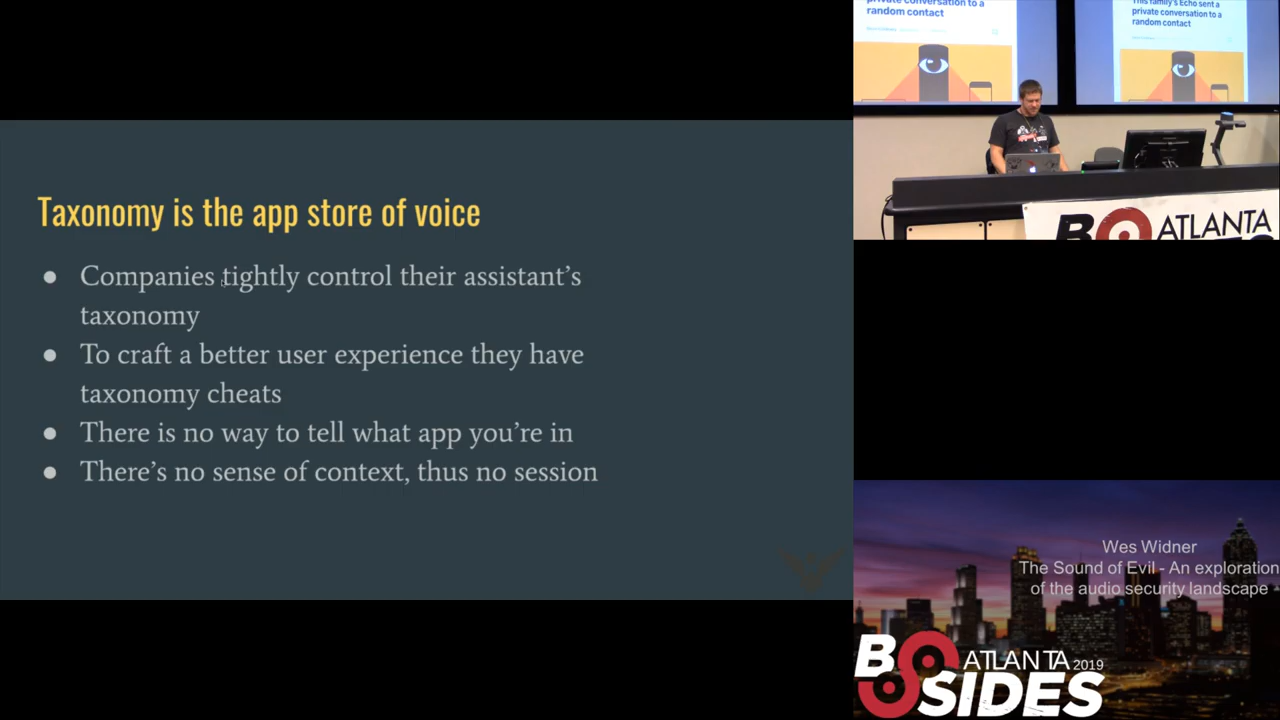 Taxonomy is the app store of voice
● Companies tightly control their assistant's
taxonomy
● To craft a better user experience they have
taxonomy cheats
● There is no way to tell what app you're in
● There's no sense of context, thus no session
private conversation to a
random contact
This family's Echo sent a
private conversation to a
random contact
ATLANTA
Wes Widner
The Sound of Evil - An exploration
of the audio security landscape
B
ATLANTA 2019
SIDES